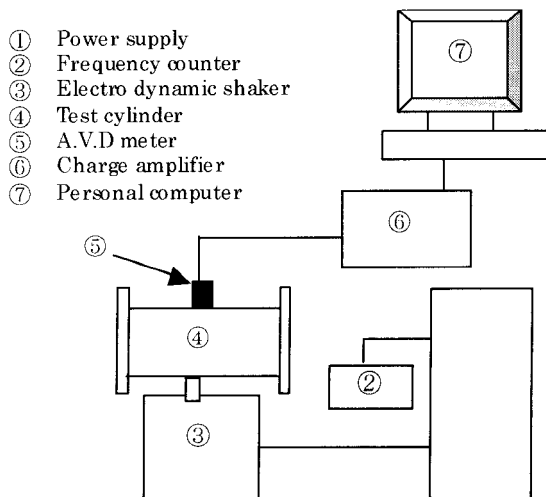 ① Power supply
② Frequency counter
③ Electro dynamic shaker
④ Test cylinder
⑤ A.V.D meter
⑥ Charge amplifier
⑦ Personal computer
⑦
⑥
⑤
④
②
③